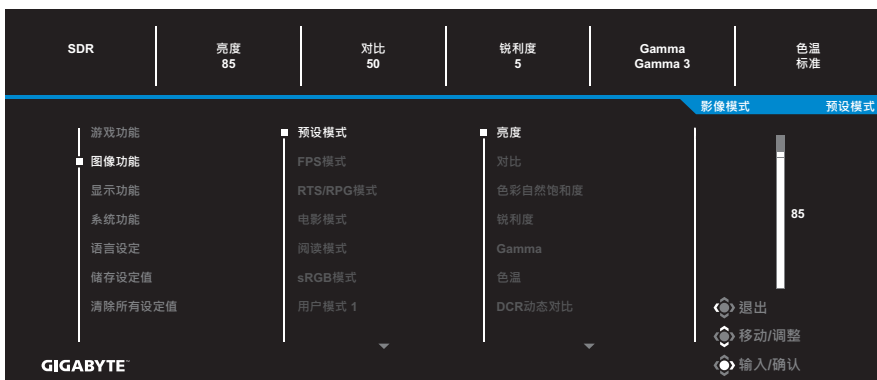 SDR
亮度
85
对比
50
锐利度
5
Gamma
Gamma 3
色温
标准
影像模式
预设模式
游戏功能
图像功能
显示功能
系统功能
语言设定
储存设定值
清除所有设定值
预设模式
FPS模式
RTS/RPG模式
电影模式
阅读模式
sRGB模式
用户模式 1
亮度
对比
色彩自然饱和度
锐利度
Gamma
色温
DCR动态对比
85
退出
移动/调整
输入/确认
GIGABYTE™